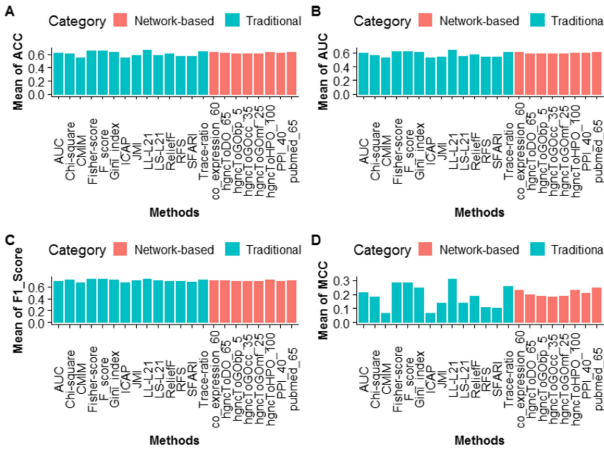 A
Category Network-based Traditional
Mean of ACC
0.6
0.4
0.2
0.0
AUC
Chi-square
CMIM
Fisher-score
F_score
Gini_index
ICAP
JMI
LL-L21
LS-L21
ReliefF
RFS
SFARI
Trace-ratio
co_expression_60
hgncToDO_65
hgncToGObp_5
hgncToGOcc_35
hgncToGOmf_25
hgncToHPO_100
PPI_40
pubmed_65
Methods
B
Category Network-based Traditiona
Mean of AUC
0.6
0.4
0.2
0.0
AUC
Chi-square
CMIM
Fisher-score
F_score
Gini_index
ICAP
JMI
LL-L21
LS-L21
ReliefF
RFS
SFARI
Trace-ratio
co_expression_60
hgncToDO_65
hgncToGObp_5
hgncToGOcc_35
hgncToGOmf_25
hgncToHPO_100
PPI_40
pubmed_65
Methods
C
Category Network-based Traditional
Mean of F1_Score
0.6
0.4
0.2
0.0
AUC
Chi-square
CMIM
Fisher-score
F_score
Gini_index
ICAP
JMI
LL-L21
LS-L21
ReliefF
RFS
SFARI
Trace-ratio
co_expression_60
hgncToDO_65
hgncToGObp_5
hgncToGOcc_35
hgncToGOmf_25
hgncToHPO_100
PPI_40
pubmed_65
Methods
D
Category Network-based Traditiona
Mean of MCC
0.3
0.2
0.1
0.0
AUC
Chi-square
CMIM
Fisher-score
F_score
Gini_index
ICAP
JMI
LL-L21
LS-L21
ReliefF
RFS
SFARI
Trace-ratio
co_expression_60
hgncToDO_65
hgncToGObp_5
hgncToGOcc_35
hgncToGOmf_25
hgncToHPO_100
PPI_40
pubmed_65
Methods